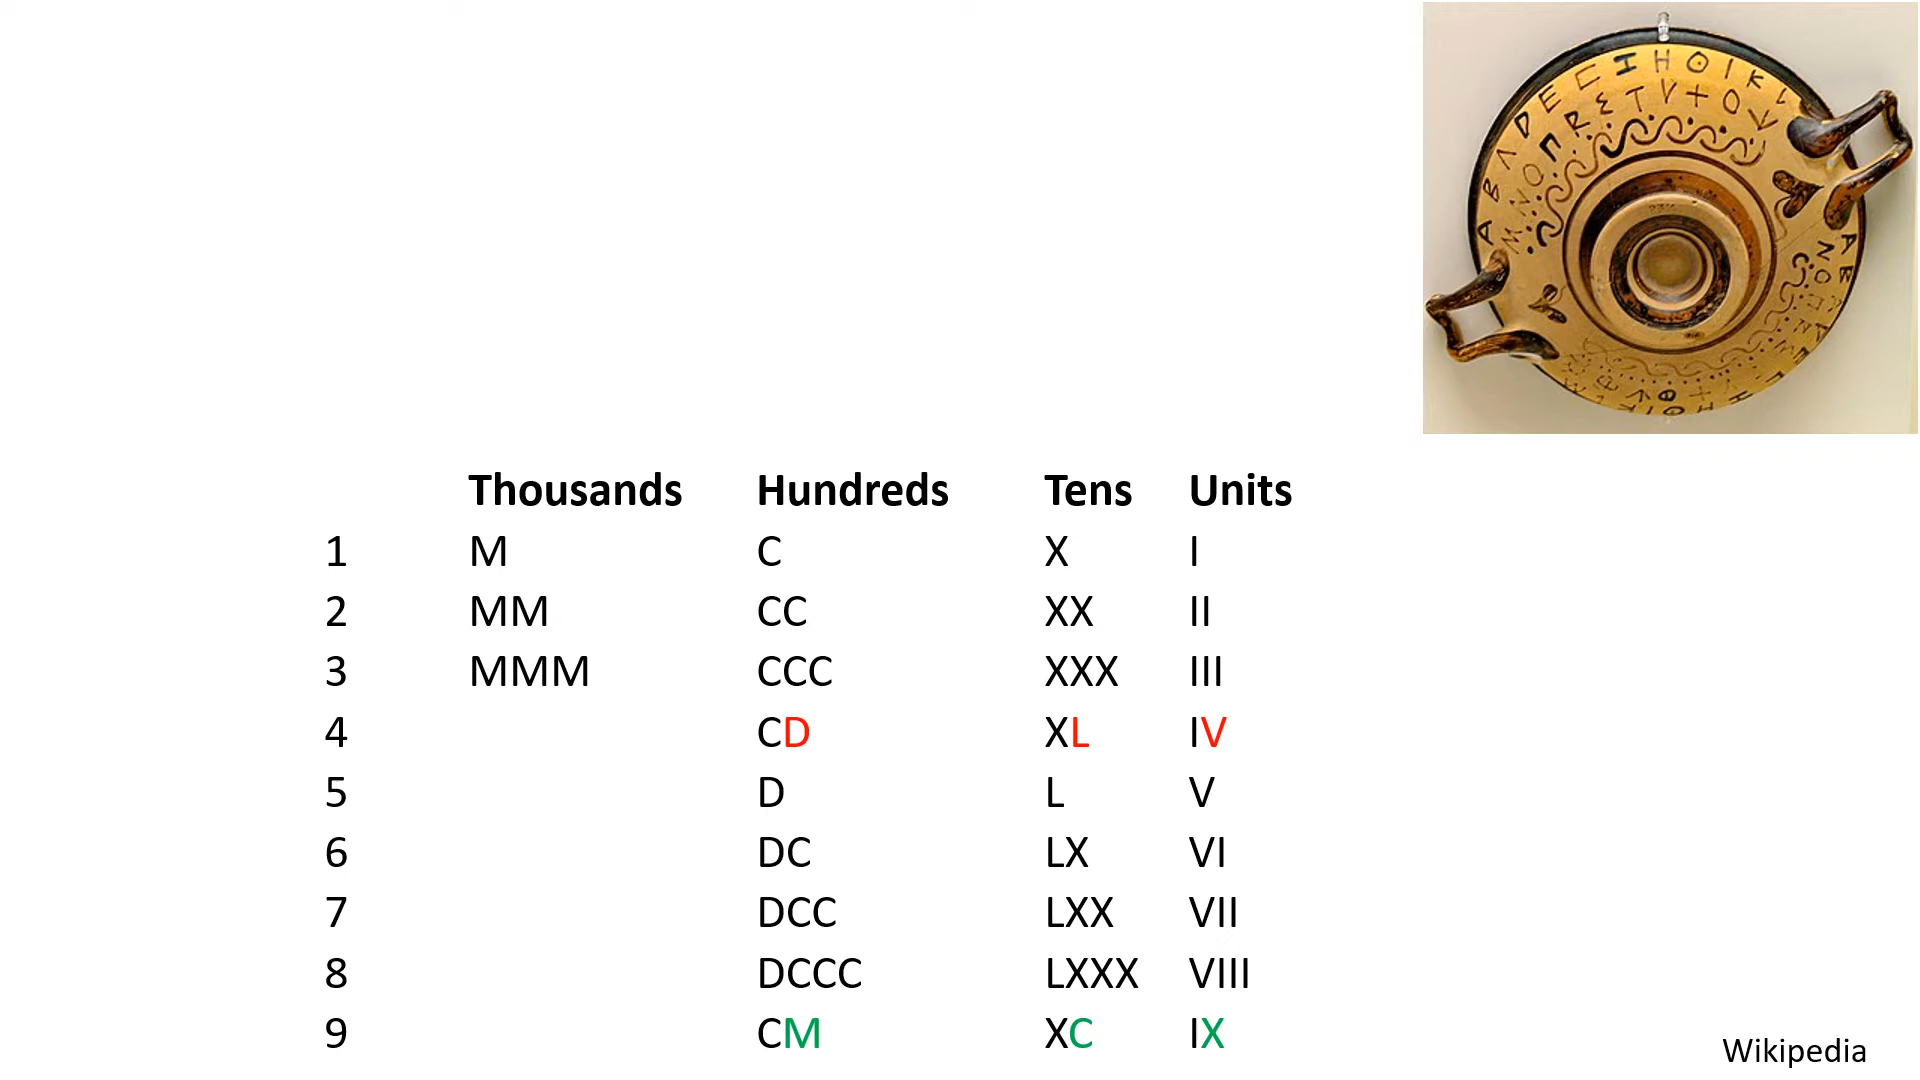 Thousands Hundreds Tens Units
1 M C X I
2 MM CC XX II
3 MMM CCC XXX III
4 CD XL IV
5 D L V
6 DC LX VI
7 DCC LXX VII
8 DCCC LXXX VIII
9 CM XC IX
Wikipedia